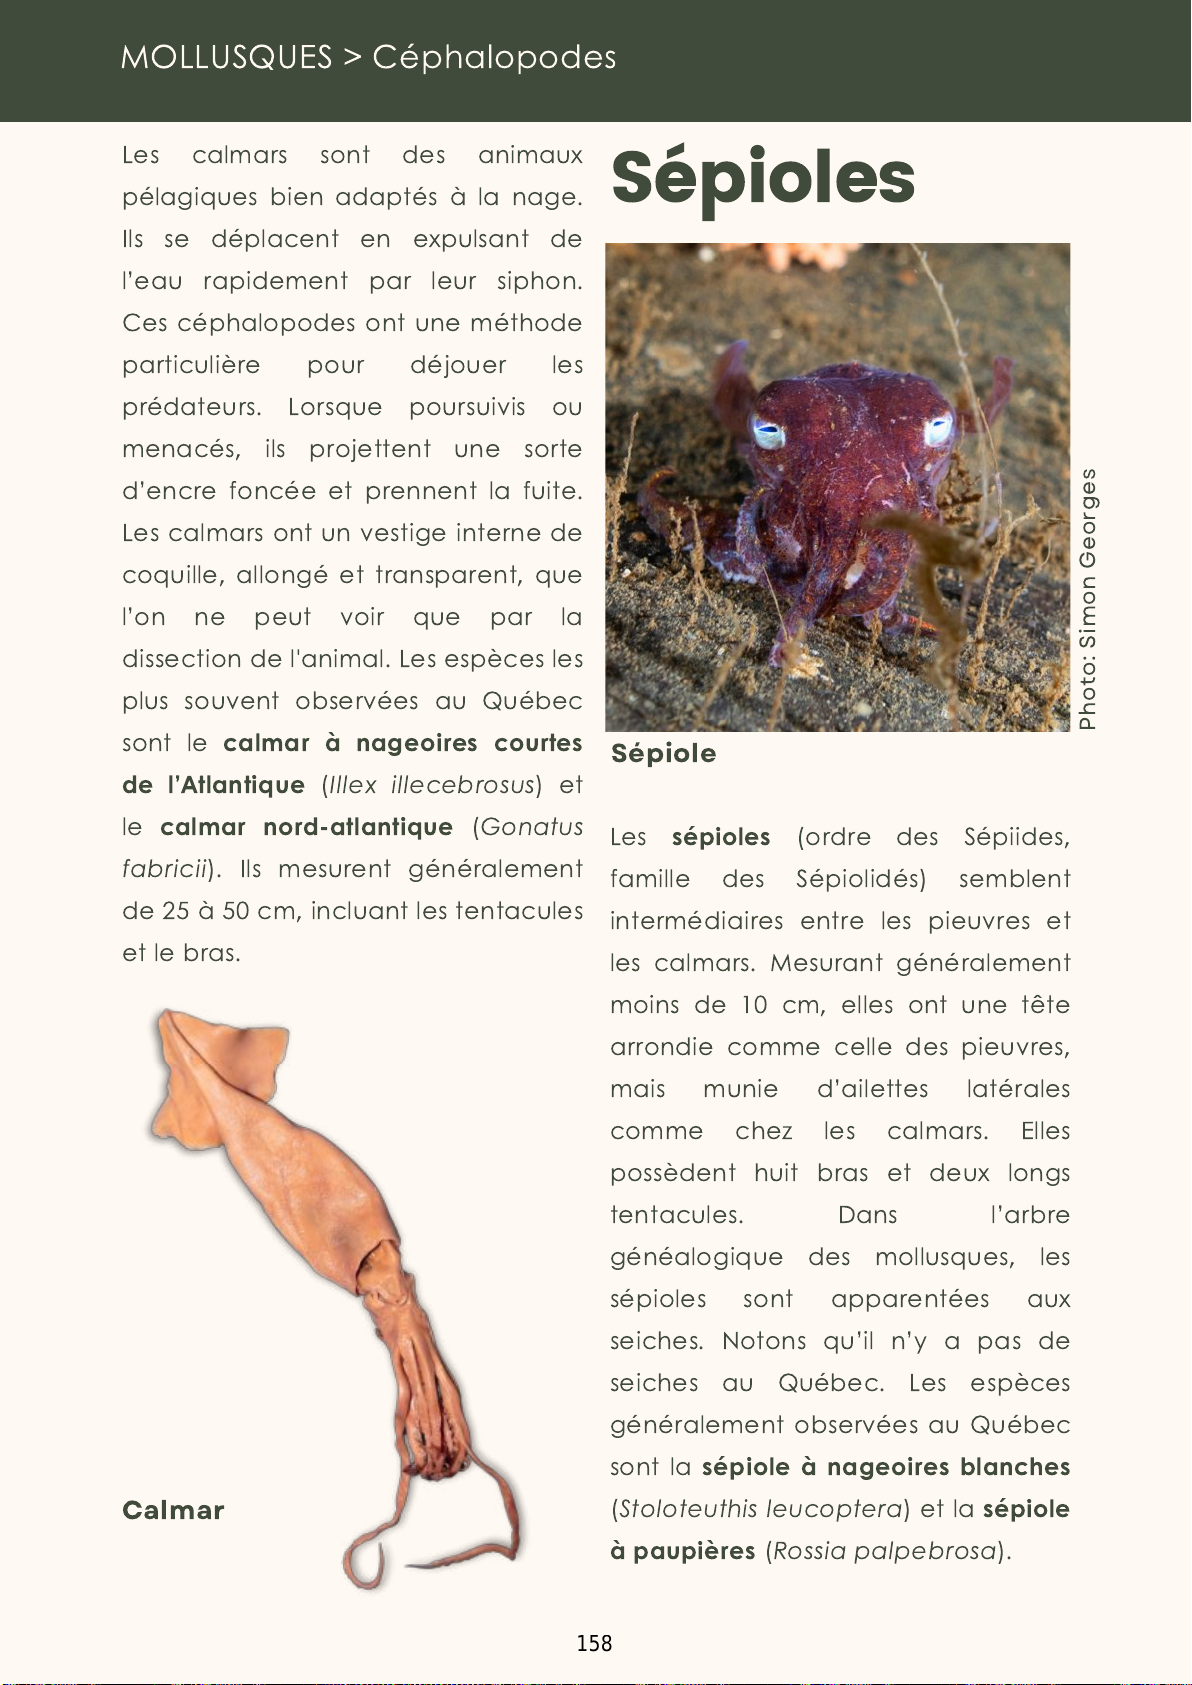 MOLLUSQUES > Céphalopodes
Les calmars sont des animaux
pélagiques bien adaptés à la nage.
Ils se déplacent en expulsant de
l’eau rapidement par leur siphon.
Ces céphalopodes ont une méthode
particulière pour déjouer les
prédateurs. Lorsque poursuivis ou
menacés, ils projettent une sorte
d’encre foncée et prennent la fuite.
Les calmars ont un vestige interne de
coquille, allongé et transparent, que
l’on ne peut voir que par la
dissection de l'animal. Les espèces les
plus souvent observées au Québec
sont le calmar à nageoires courtes
de l’Atlantique (Illex illecebrosus) et
le calmar nord-atlantique (Gonatus
fabricii). Ils mesurent généralement
de 25 à 50 cm, incluant les tentacules
et le bras.
Calmar
Sépioles
Photo: Simon Georges
Sépiole
Les sépioles (ordre des Sépiides,
famille des Sépiolidés) semblent
intermédiaires entre les pieuvres et
les calmars. Mesurant généralement
moins de 10 cm, elles ont une tête
arrondie comme celle des pieuvres,
mais munie d’ailettes latérales
comme chez les calmars. Elles
possèdent huit bras et deux longs
tentacules. Dans l’arbre
généalogique des mollusques, les
sépioles sont apparentées aux
seiches. Notons qu’il n’y a pas de
seiches au Québec. Les espèces
généralement observées au Québec
sont la sépiole à nageoires blanches
(Stoloteuthis leucoptera) et la sépiole
à paupières (Rossia palpebrosa).
158